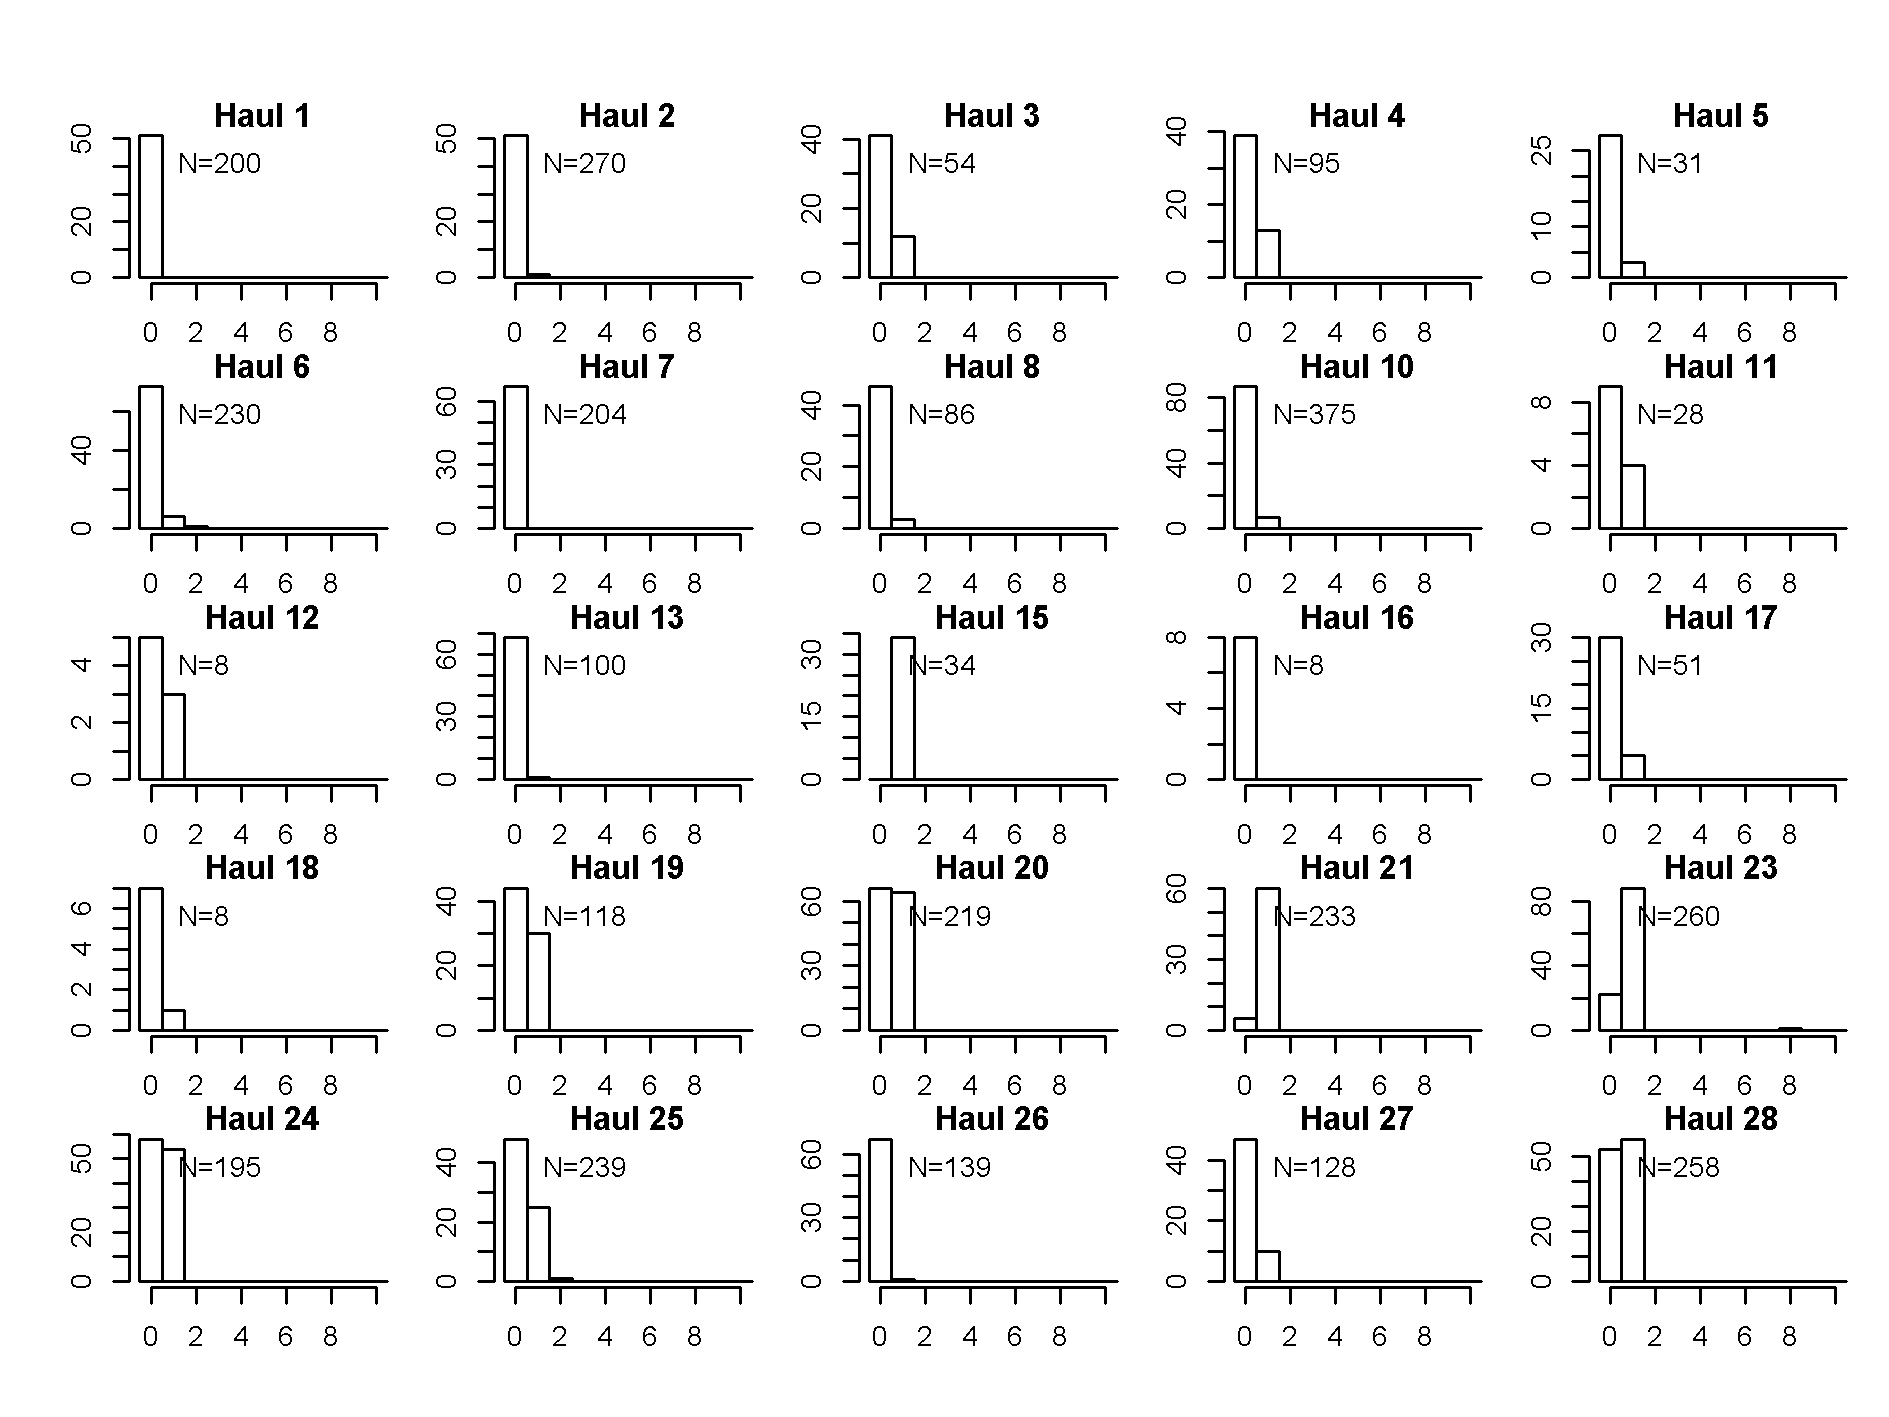 Haul 1 Haul 2 Haul 3 Haul 4 Haul 5
N=200 N=270 N=54 N=95 N=31
0 20 50 0 20 50 0 20 40 0 20 40 0 10 25
0 2 4 6 8 0 2 4 6 8 0 2 4 6 8 0 2 4 6 8 0 2 4 6 8
Haul 6 Haul 7 Haul 8 Haul 10 Haul 11
N=230 N=204 N=86 N=375 N=28
0 40 0 30 60 0 20 40 0 40 80 0 4 8
0 2 4 6 8 0 2 4 6 8 0 2 4 6 8 0 2 4 6 8 0 2 4 6 8
Haul 12 Haul 13 Haul 15 Haul 16 Haul 17
N=8 N=100 N=34 N=8 N=51
0 2 4 0 30 60 0 15 30 0 4 8 0 15 30
0 2 4 6 8 0 2 4 6 8 0 2 4 6 8 0 2 4 6 8 0 2 4 6 8
Haul 18 Haul 19 Haul 20 Haul 21 Haul 23
N=8 N=118 N=219 N=233 N=260
0 2 4 6 0 20 40 0 30 60 0 30 60 0 40 80
0 2 4 6 8 0 2 4 6 8 0 2 4 6 8 0 2 4 6 8 0 2 4 6 8
Haul 24 Haul 25 Haul 26 Haul 27 Haul 28
N=195 N=239 N=139 N=128 N=258
0 20 50 0 20 40 0 30 60 0 20 40 0 20 50
0 2 4 6 8 0 2 4 6 8 0 2 4 6 8 0 2 4 6 8 0 2 4 6 8